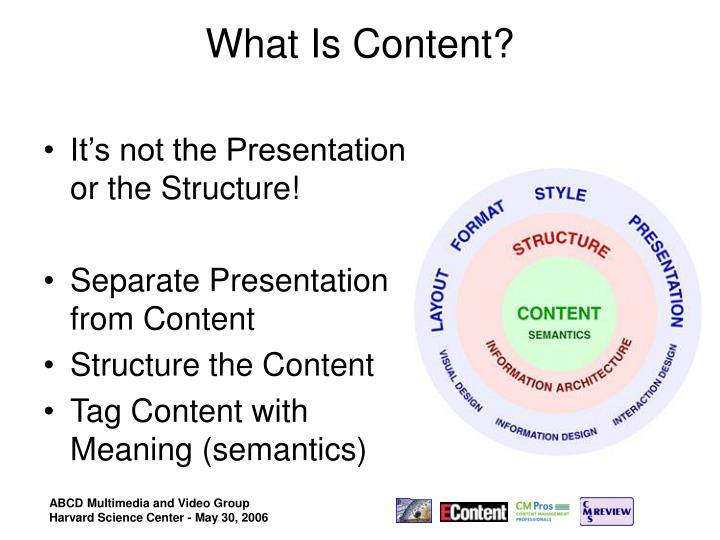 What Is Content?
• It’s not the Presentation
or the Structure!
• Separate Presentation
from Content
• Structure the Content
• Tag Content with
Meaning (semantics)
LAYOUT FORMAT STYLE PRESENTATION
STRUCTURE
CONTENT
SEMANTICS
INFORMATION ARCHITECTURE
VISUAL DESIGN INFORMATION DESIGN INTERACTION DESIGN
ABCD Multimedia and Video Group
Harvard Science Center - May 30, 2006
EContent
CM Pros
CONTENT MANAGEMENT
PROFESSIONALS
CMS REVIEW